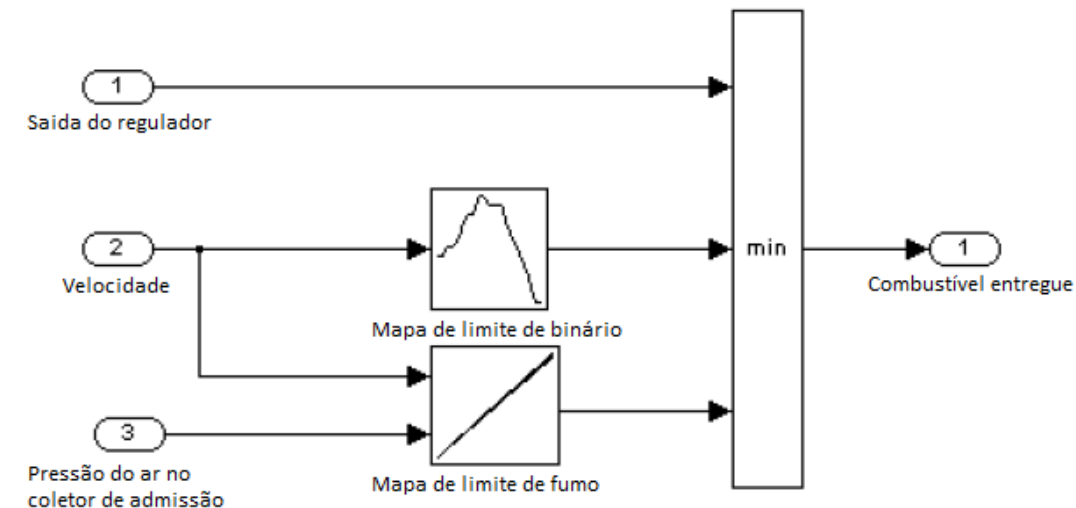 1
Saida do regulador
2
Velocidade
min
1
Combustível entregue
Mapa de limite de binário
3
Pressão do ar no
coletor de admissão
Mapa de limite de fumo